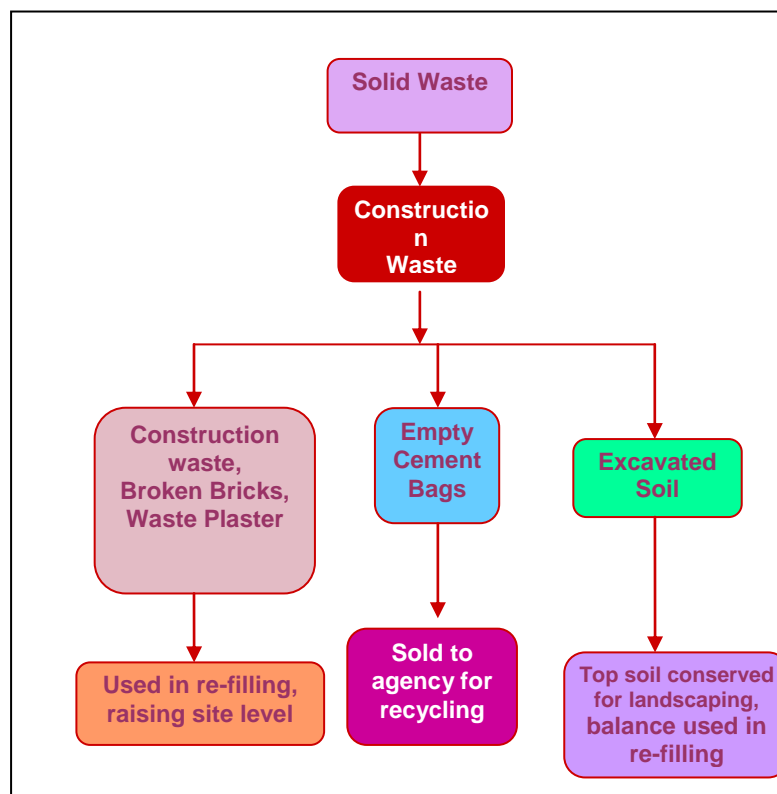 Solid Waste
Constructio
n
Waste
Construction
waste,
Broken Bricks,
Waste Plaster
Empty
Cement
Bags
Excavated
Soil
Used in re-filling,
raising site level
Sold to
agency for
recycling
Top soil conserved
for landscaping,
balance used in
re-filling